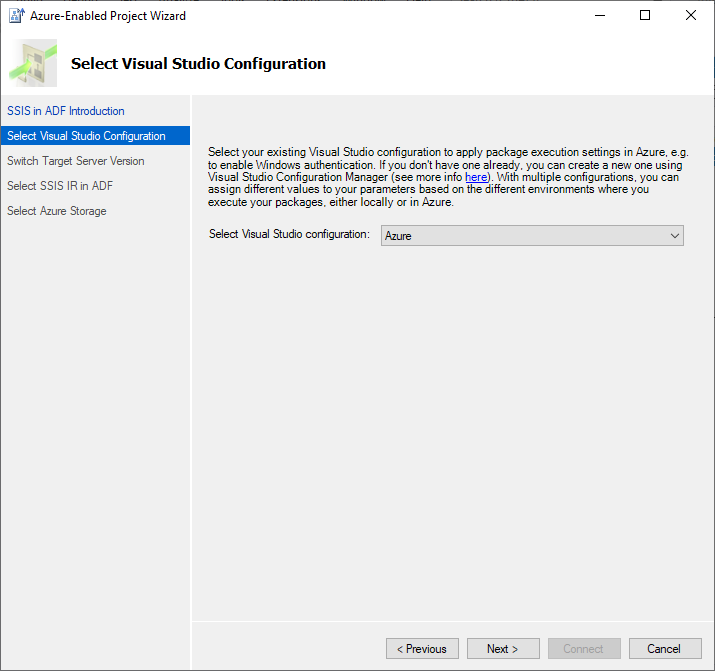 Azure-Enabled Project Wizard
Select Visual Studio Configuration
SSIS in ADF Introduction
Select Visual Studio Configuration
Switch Target Server Version
Select SSIS IR in ADF
Select Azure Storage
Select your existing Visual Studio configuration to apply package execution settings in Azure, e.g.
to enable Windows authentication. If you don't have one already, you can create a new one using
Visual Studio Configuration Manager (see more info here). With multiple configurations, you can
assign different values to your parameters based on the different environments where you
execute your packages, either locally or in Azure.
Select Visual Studio configuration: Azure
< Previous Next > Connect Cancel